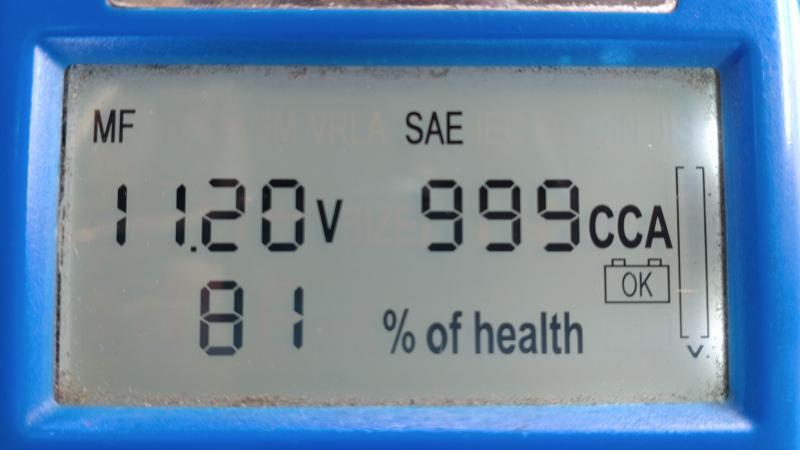 MF SAE
11.20V 999CCA
OK
81 % of health